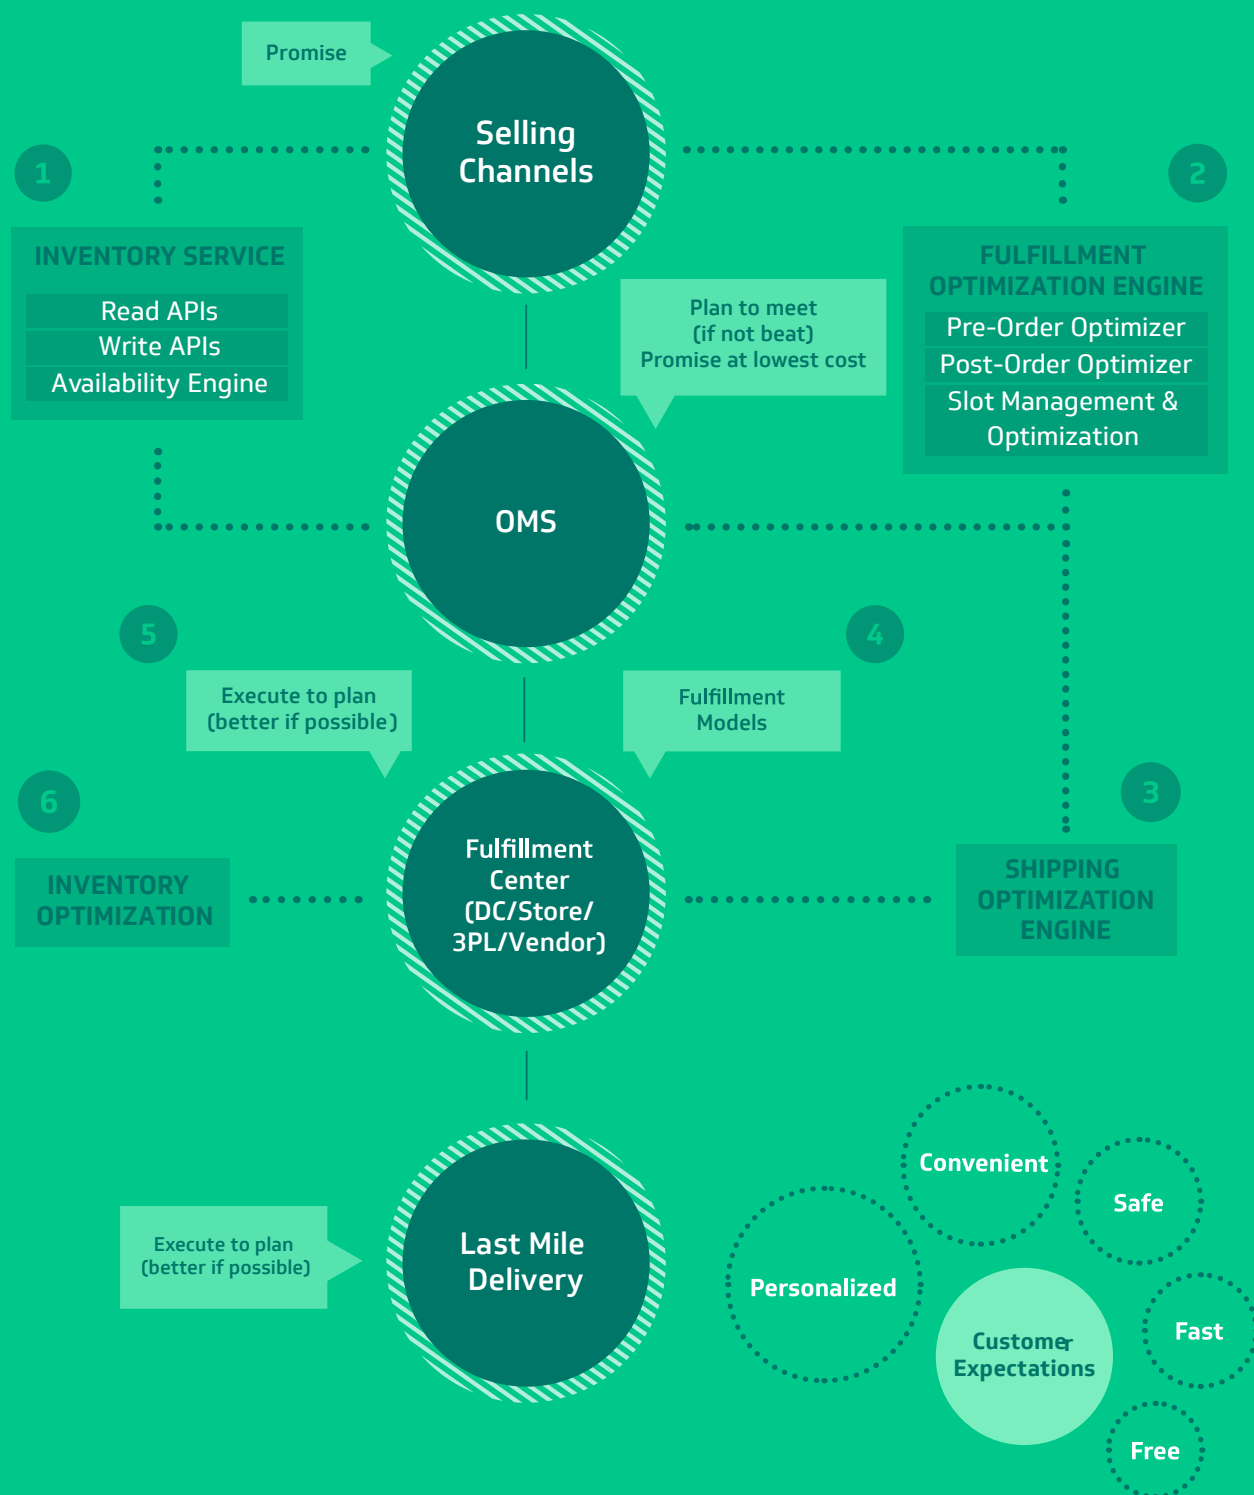 Promise
Selling
Channels
1
2
INVENTORY SERVICE
Read APIs
Write APIs
Availability Engine
Plan to meet
(if not beat)
Promise at lowest cost
FULFILLMENT
OPTIMIZATION ENGINE
Pre-Order Optimizer
Post-Order Optimizer
Slot Management &
Optimization
OMS
5
4
Execute to plan
(better if possible)
Fulfillment
Models
6
3
INVENTORY
OPTIMIZATION
Fulfillment
Center
(DC/Store/
3PL/Vendor)
SHIPPING
OPTIMIZATION
ENGINE
Execute to plan
(better if possible)
Last Mile
Delivery
Convenient
Safe
Personalized
Customer
Expectations
Fast
Free